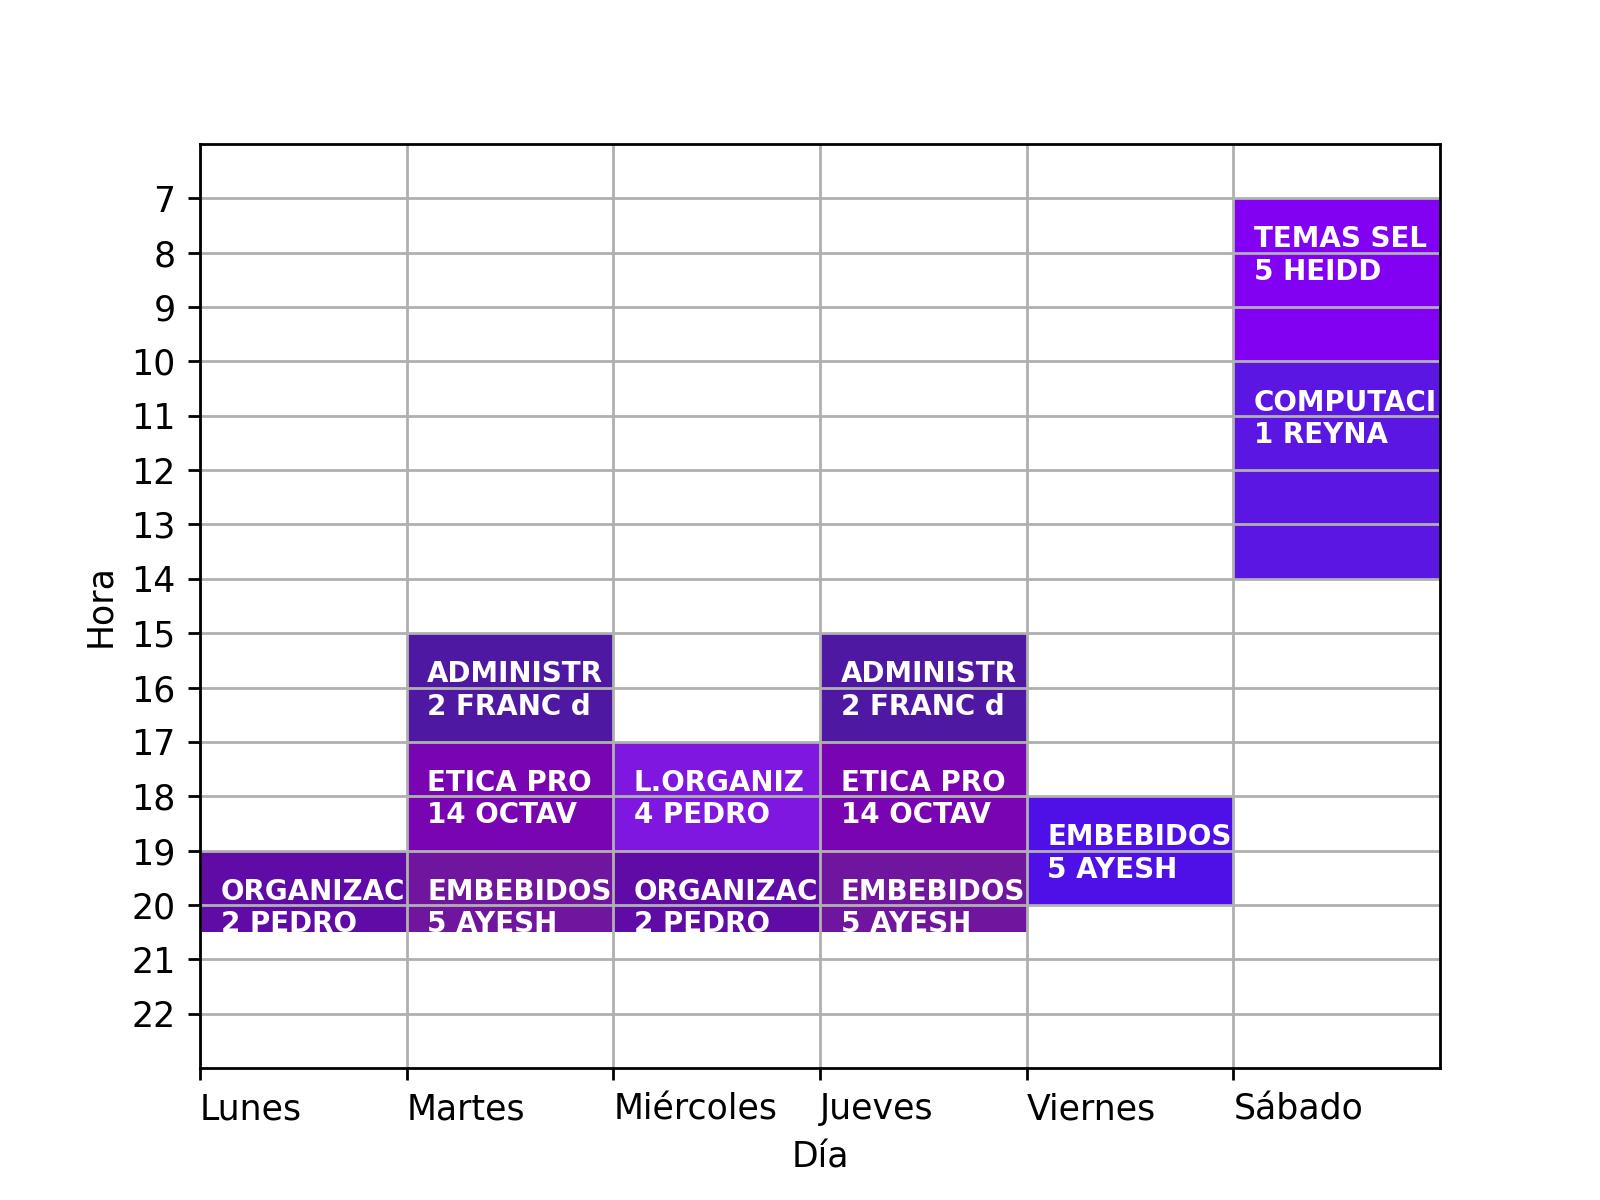 7
8
9
10
11
12
13
14
15
16
17
18
19
20
21
22
Hora
TEMAS SEL
5 HEIDD
COMPUTACI
1 REYNA
ADMINISTR
2 FRANC d
ADMINISTR
2 FRANC d
ETICA PRO
14 OCTAV
L.ORGANIZ
4 PEDRO
ETICA PRO
14 OCTAV
EMBEBIDOS
5 AYESH
ORGANIZAC
2 PEDRO
EMBEBIDOS
5 AYESH
ORGANIZAC
2 PEDRO
EMBEBIDOS
5 AYESH
Lunes
Martes
Miércoles
Jueves
Viernes
Sábado
Día